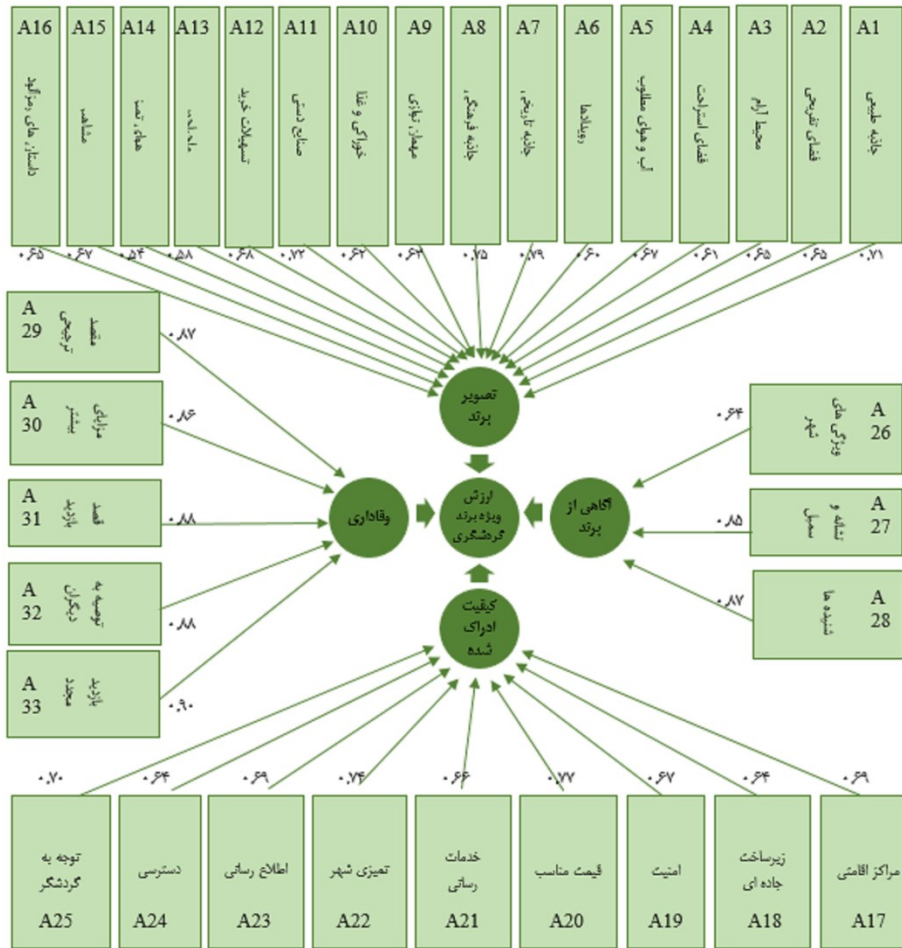 A1
جاذبه طبیعی
A2
فضای تفریحی
A3
محیط آرام
A4
فضای استراحت
A5
آب و هوای مطلوب
A6
رویدادها
A7
جاذبه تاریخی
A8
جاذبه فرهنگی
A9
مهمان نوازی
A10
خوراکی و غذا
A11
صنایع دستی
A12
تسهیلات خرید
A13
A14
هوای
A15
A16
داستان های رمزآلود
۰.۷۱
۰.۶۵
۰.۶۵
۰.۶۱
۰.۶۷
۰.۶۰
۰.۷۹
۰.۷۵
۰.۶۲
۰.۷۲
۰.۶۸
۰.۵۸
۰.۵۴
۰.۶۷
۰.۶۵
تصویر
برند
ارزش
ویژه برند
گردشگری
آگاهی از
برند
وفاداری
کیفیت
ادراک
شده
A
26
ویژگی های
شهر
۰.۶۴
A
27
نشانه و
سمبل
۰.۸۵
A
28
شنیده ها
۰.۸۷
A
29
مقصد
ترجیحی
۰.۸۷
A
30
مزایای
بیشتر
۰.۸۶
A
31
قصد
بازدید
۰.۸۸
A
32
توصیه به
دیگران
۰.۸۸
A
33
بازدید
مجدد
۰.۹۰
۰.۶۹
۰.۶۴
۰.۶۷
۰.۷۷
۰.۶۶
۰.۷۴
۰.۶۹
۰.۶۴
۰.۷۰
مراکز اقامتی
A17
زیرساخت
جاده ای
A18
امنیت
A19
قیمت مناسب
A20
خدمات
رسانی
A21
تمیزی شهر
A22
اطلاع رسانی
A23
دسترسی
A24
توجه به
گردشگر
A25